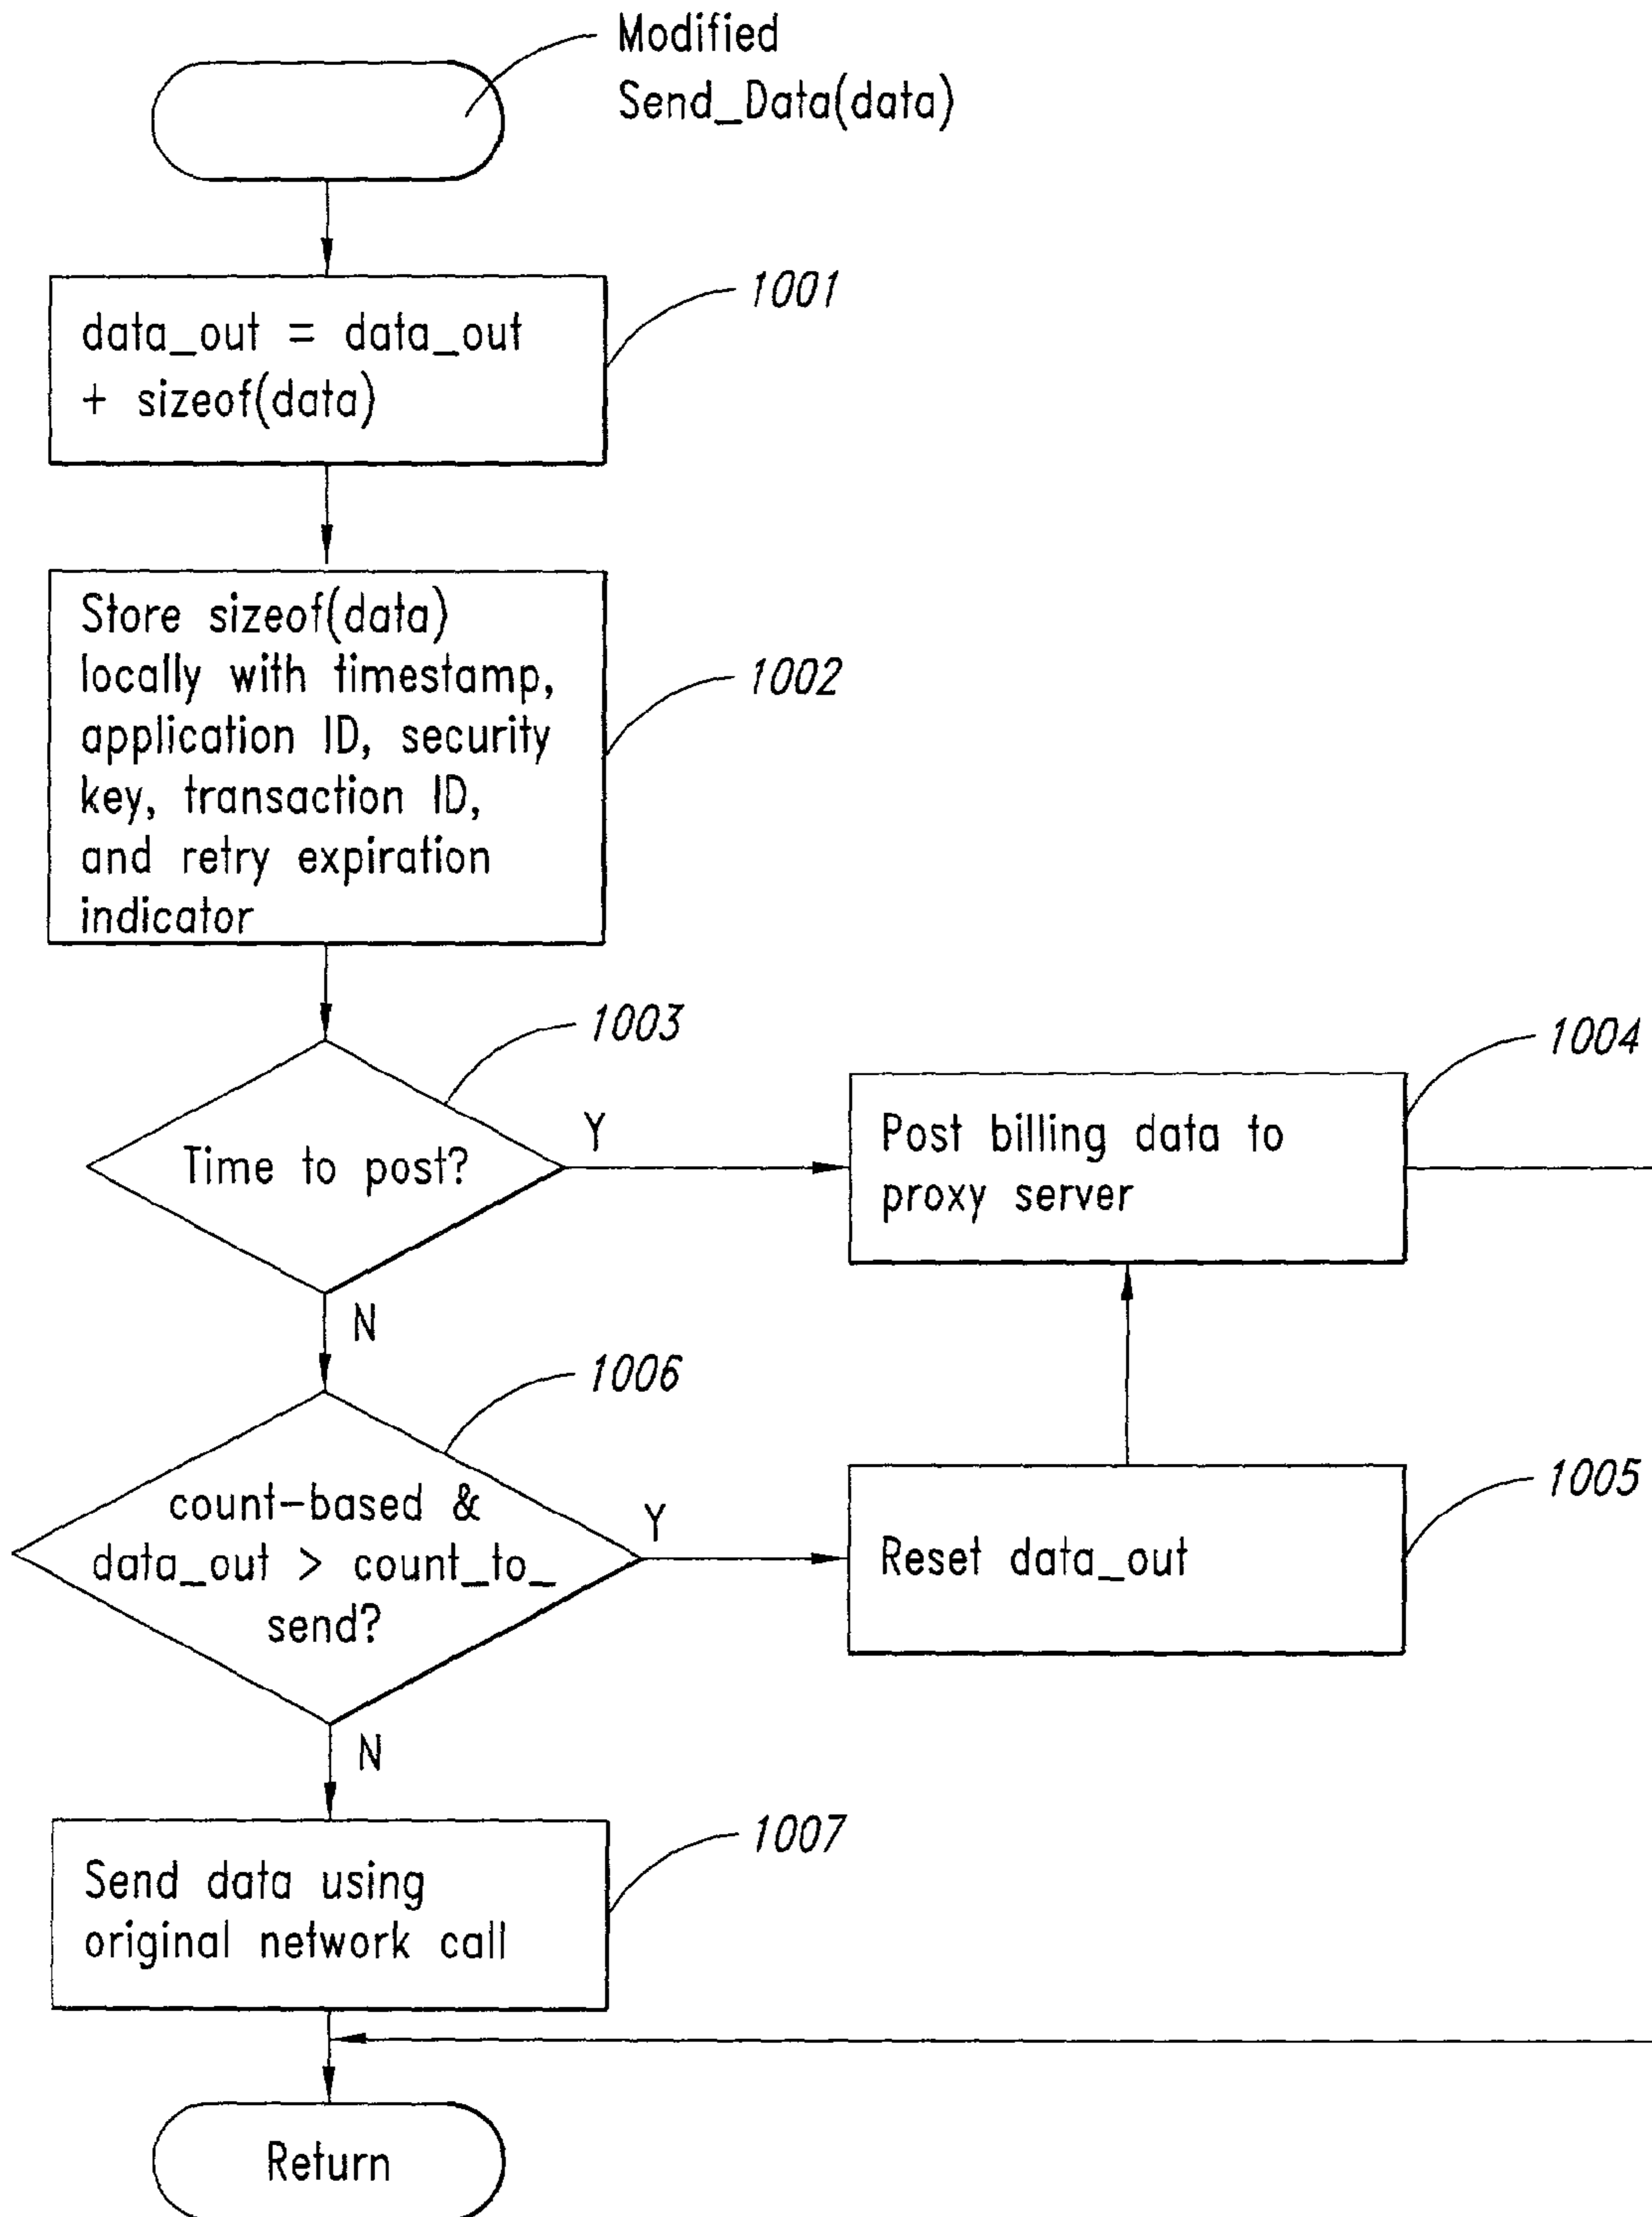 Modified
Send_Data(data)
1001
data_out = data_out
+ sizeof(data)
1002
Store sizeof(data)
locally with timestamp,
application ID, security
key, transaction ID,
and retry expiration
indicator
1003
Time to post?
Y
N
1004
Post billing data to
proxy server
1006
count-based &
data_out > count_to_
send?
Y
N
1005
Reset data_out
1007
Send data using
original network call
Return